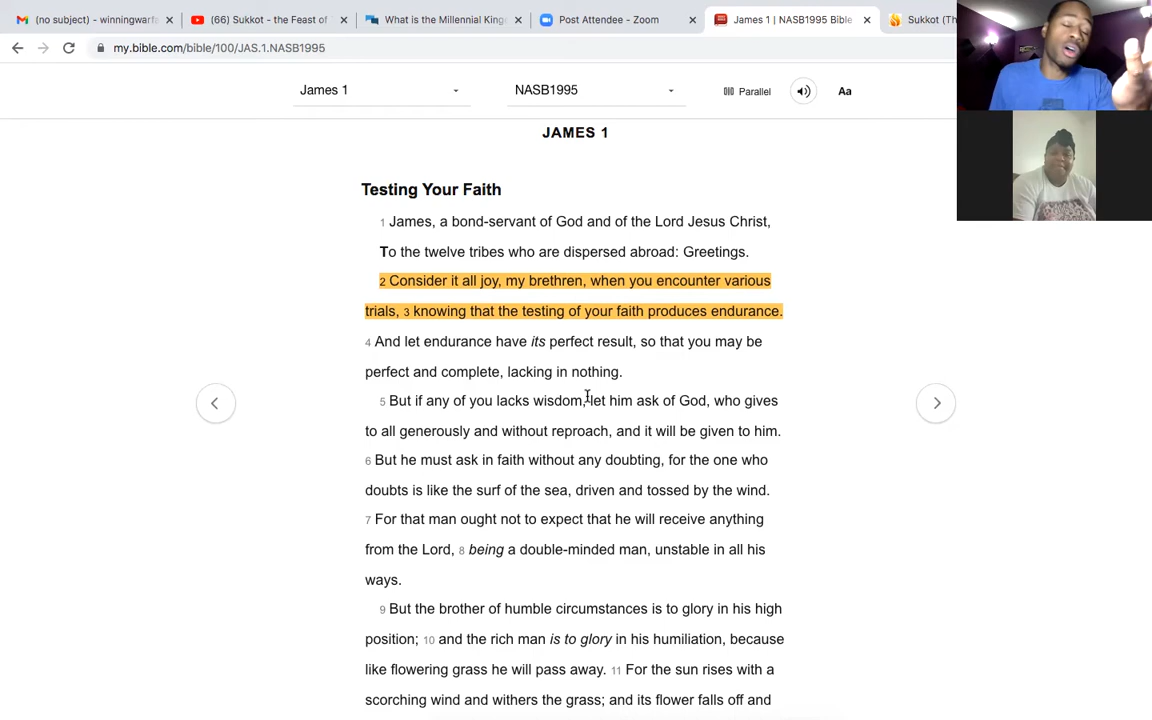 (no subject) - winningwarfa
(66) Sukkot - the Feast of
What is the Millennial King
Post Attendee - Zoom
James 1 | NASB1995 Bible
Sukkot (Th
my.bible.com/bible/100/JAS.1.NASB1995
James 1
NASB1995
Parallel
Aa
JAMES 1
Testing Your Faith
1 James, a bond-servant of God and of the Lord Jesus Christ,
To the twelve tribes who are dispersed abroad: Greetings.
2 Consider it all joy, my brethren, when you encounter various
trials, 3 knowing that the testing of your faith produces endurance.
4 And let endurance have its perfect result, so that you may be
perfect and complete, lacking in nothing.
5 But if any of you lacks wisdom, let him ask of God, who gives
to all generously and without reproach, and it will be given to him.
6 But he must ask in faith without any doubting, for the one who
doubts is like the surf of the sea, driven and tossed by the wind.
7 For that man ought not to expect that he will receive anything
from the Lord, 8 being a double-minded man, unstable in all his
ways.
9 But the brother of humble circumstances is to glory in his high
position; 10 and the rich man is to glory in his humiliation, because
like flowering grass he will pass away. 11 For the sun rises with a
scorching wind and withers the grass; and its flower falls off and